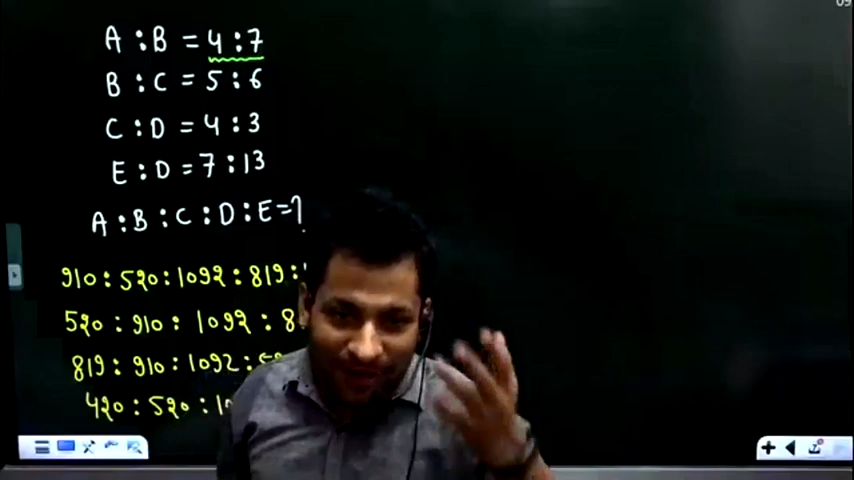 A : B = 4 : 7
B : C = 5 : 6
C : D = 4 : 3
E : D = 7 : 13
A : B : C : D : E = ?
910 : 520 : 1092 : 819 :
520 : 910 : 1092 : 8
819 : 910 : 1092 :
420 : 520 :
09